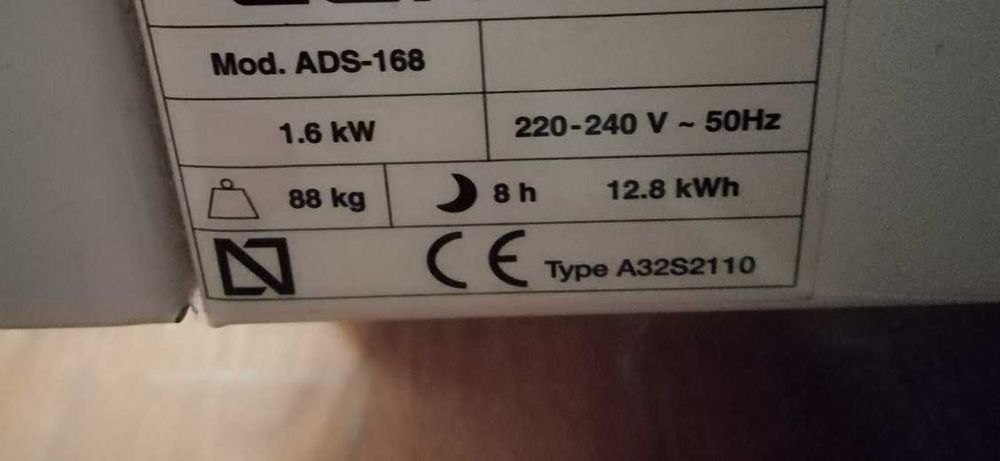 Mod. ADS-168
1.6 kW 220-240 V ~ 50Hz
88 kg 8 h 12.8 kWh
N CE Type A32S2110